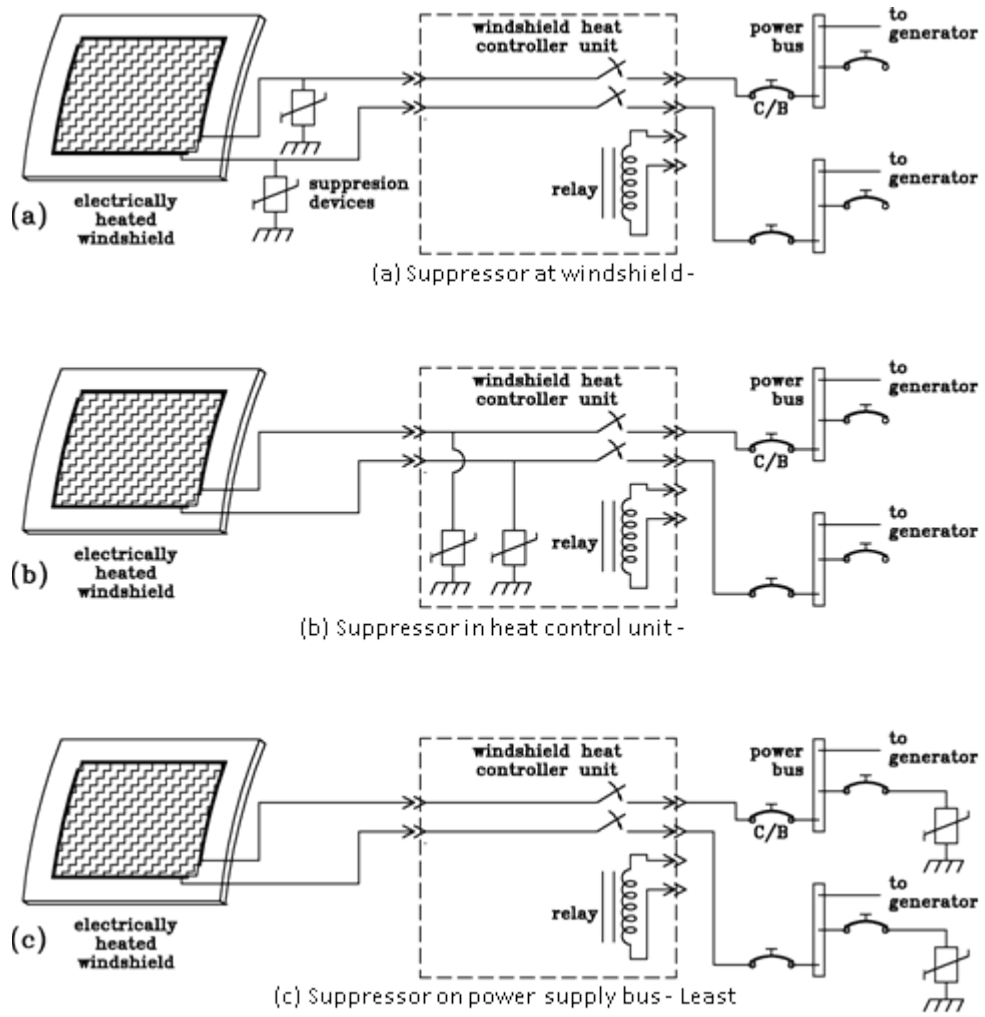 windshield heat
controller unit
power
bus
to
generator
C/B
to
generator
relay
suppresion
devices
electrically
heated
windshield
(a)
(a) Suppressor at windshield -
windshield heat
controller unit
power
bus
to
generator
C/B
to
generator
relay
electrically
heated
windshield
(b)
(b) Suppressor in heat control unit -
windshield heat
controller unit
power
bus
to
generator
C/B
to
generator
relay
electrically
heated
windshield
(c)
(c) Suppressor on power supply bus - Least